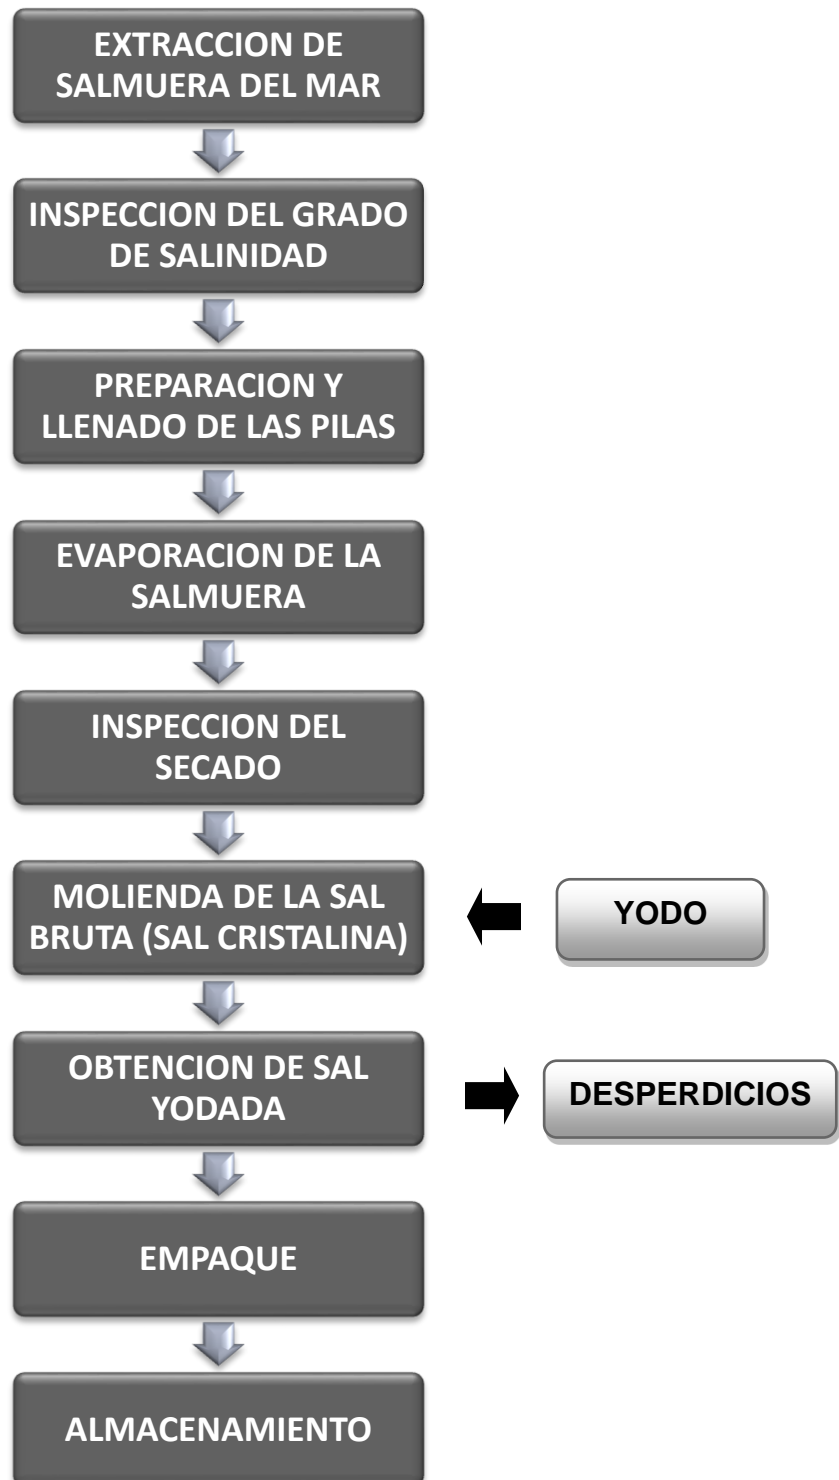 EXTRACCION DE
SALMUERA DEL MAR
INSPECCION DEL GRADO
DE SALINIDAD
PREPARACION Y
LLENADO DE LAS PILAS
EVAPORACION DE LA
SALMUERA
INSPECCION DEL
SECADO
MOLIENDA DE LA SAL
BRUTA (SAL CRISTALINA)
YODO
OBTENCION DE SAL
YODADA
DESPERDICIOS
EMPAQUE
ALMACENAMIENTO